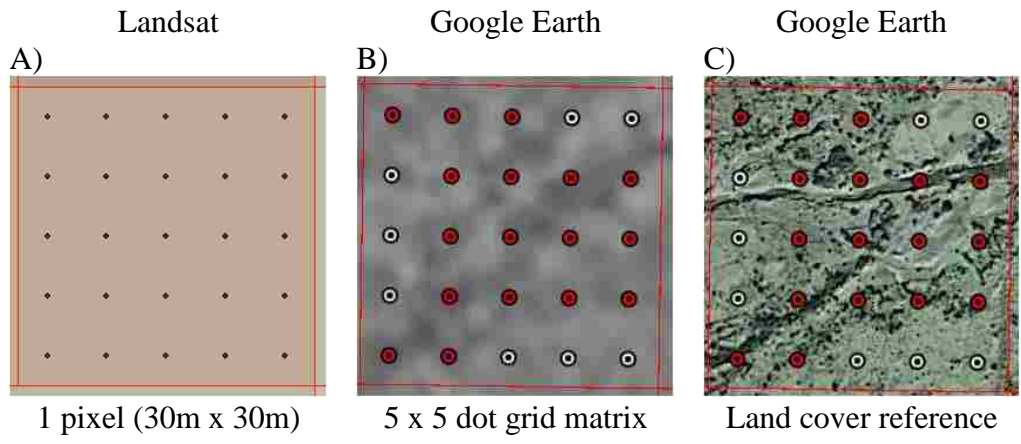 Landsat Google Earth Google Earth
A) B) C)
1 pixel (30m x 30m) 5 x 5 dot grid matrix Land cover reference